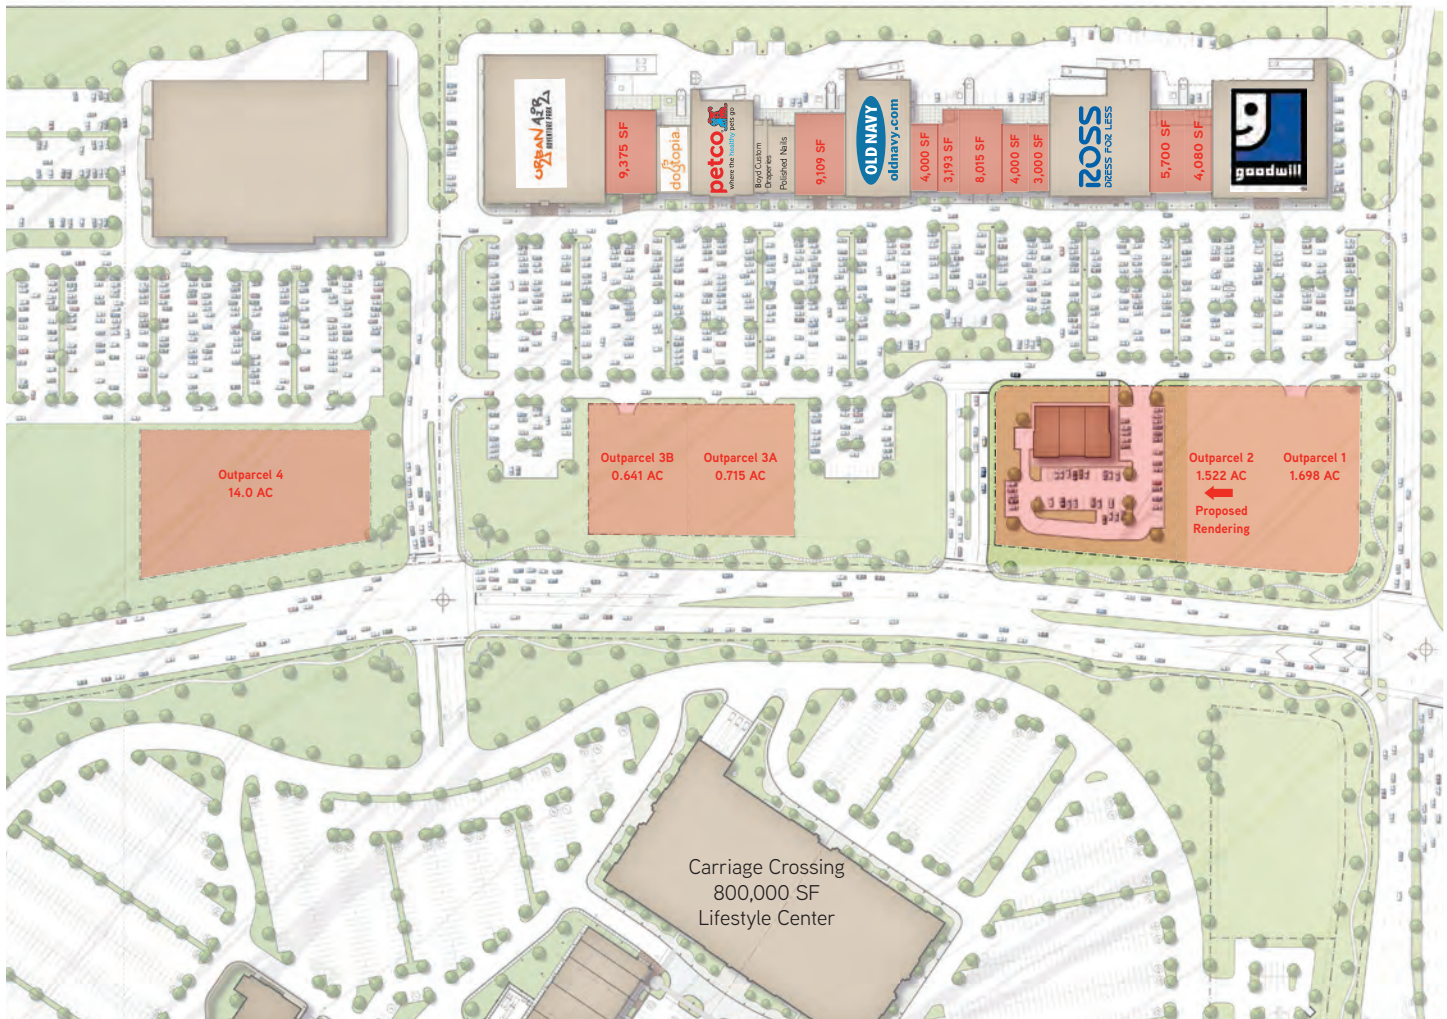 URBAN AIR
ADVENTURE PARK
9,375 SF
dogtopia
petco
where the healthy pets go
Boyd Custom
Draperies
Polished Nails
9,109 SF
OLD NAVY
oldnavy.com
4,000 SF
3,193 SF
8,015 SF
4,000 SF
3,000 SF
ROSS
DRESS FOR LESS
5,700 SF
4,080 SF
goodwill
Outparcel 4
14.0 AC
Outparcel 3B
0.641 AC
Outparcel 3A
0.715 AC
Outparcel 2
1.522 AC
Proposed
Rendering
Outparcel 1
1.698 AC
Carriage Crossing
800,000 SF
Lifestyle Center